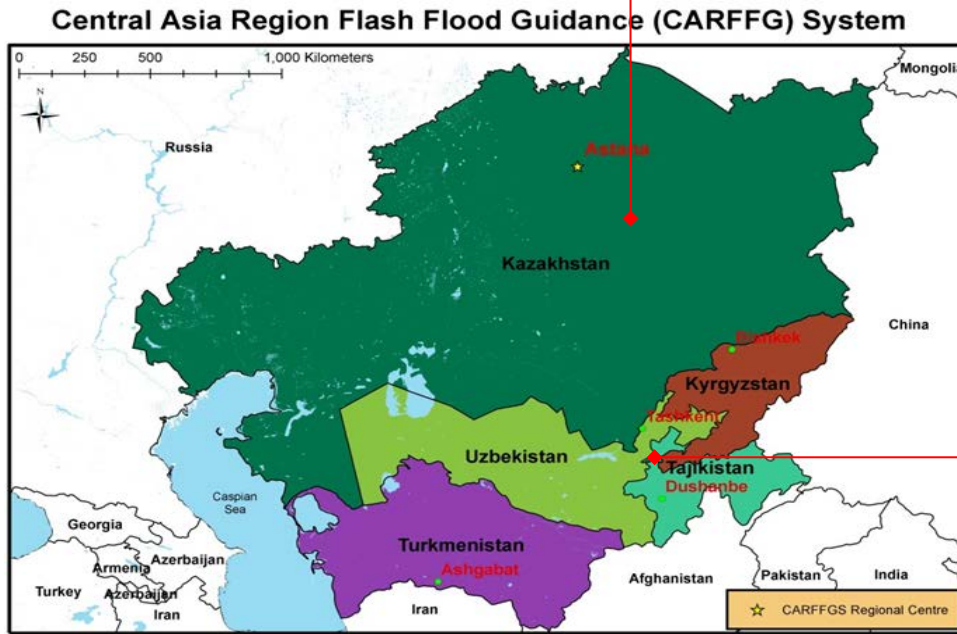 Central Asia Region Flash Flood Guidance (CARFFG) System
0 250 500 1,000 Kilometers
N
Mongolia
Russia
Astana
Kazakhstan
China
Bishkek
Kyrgyzstan
Tashkent
Uzbekistan
Tajikistan
Dushanbe
Caspian
Sea
Georgia
Turkmenistan
Azerbaijan
Armenia
Ashgabat
Afghanistan
Pakistan
India
Turkey
Azerbaijan
Iran
Iran
CARFFGS Regional Centre